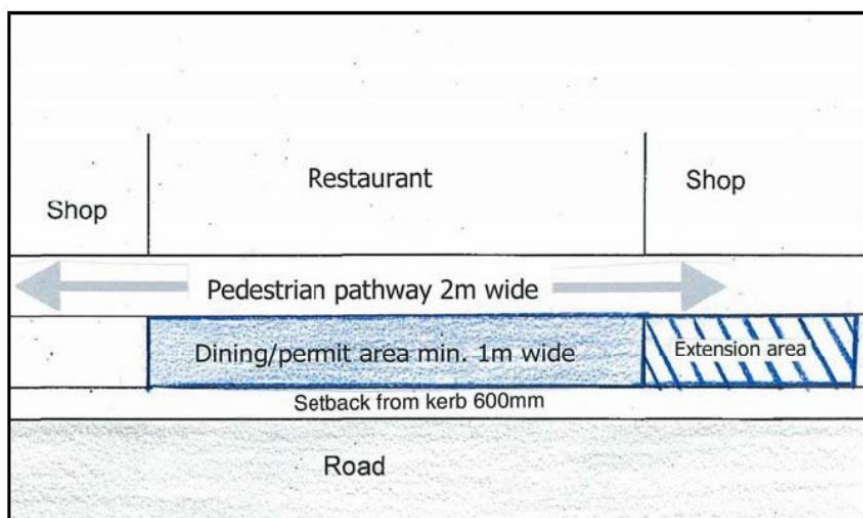 Restaurant
Shop
Shop
Pedestrian pathway 2m wide
Dining/permit area min. 1m wide
Extension area
Setback from kerb 600mm
Road